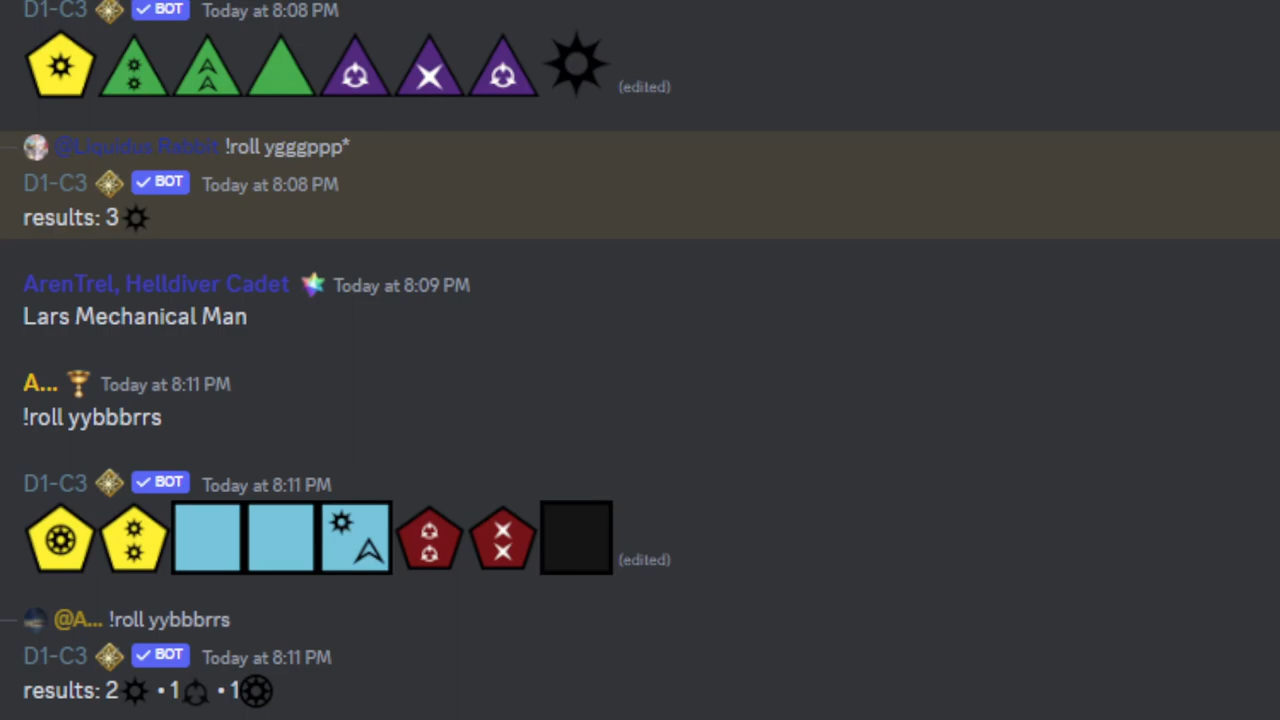 D1-C3 BOT Today at 8:08 PM
(edited)
@Liquidus Rabbit !roll ygggppp*
D1-C3 BOT Today at 8:08 PM
results: 3
ArenTrel, Helldiver Cadet Today at 8:09 PM
Lars Mechanical Man
A... Today at 8:11 PM
!roll yybbbrrs
D1-C3 BOT Today at 8:11 PM
(edited)
@A... !roll yybbbrrs
D1-C3 BOT Today at 8:11 PM
results: 2 • 1 • 1